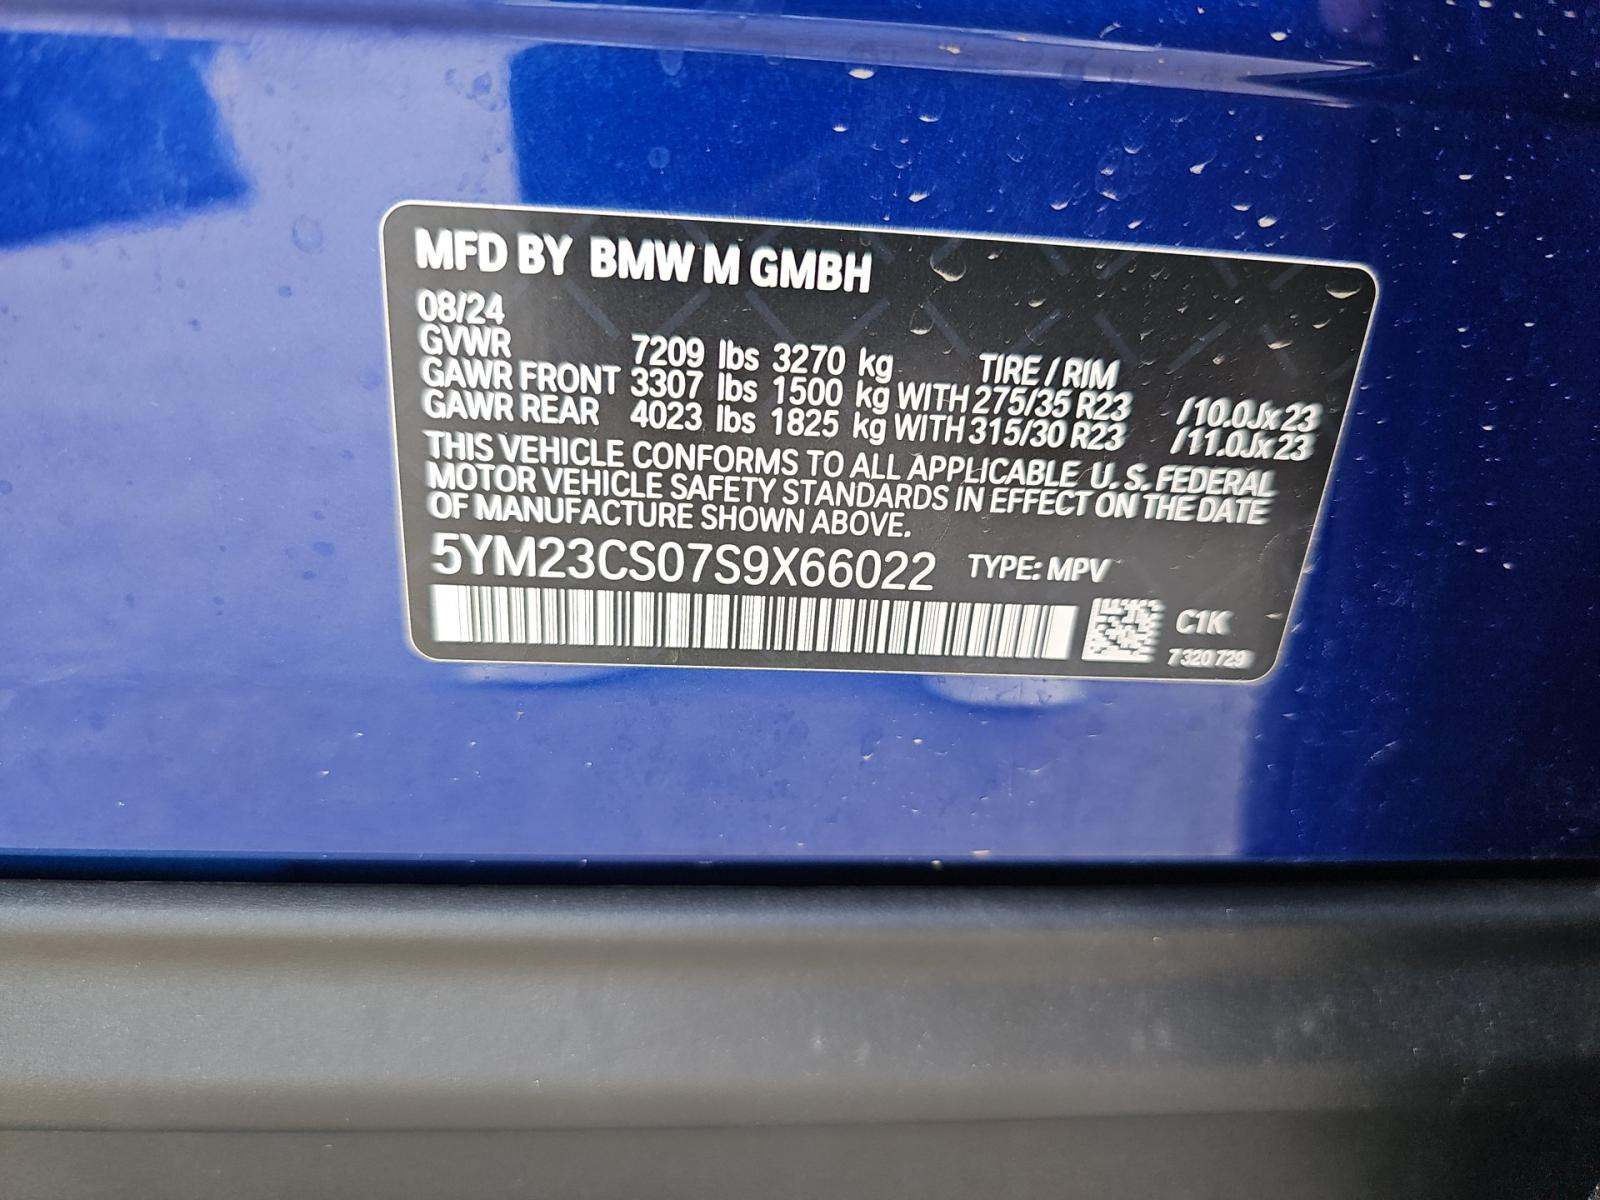 MFD BY BMW M GMBH
08/24
GVWR 7209 lbs 3270 kg TIRE / RIM
GAWR FRONT 3307 lbs 1500 kg WITH 275/35 R23 /10.0Jx23
GAWR REAR 4023 lbs 1825 kg WITH 315/30 R23 /11.0Jx23
THIS VEHICLE CONFORMS TO ALL APPLICABLE U.S. FEDERAL
MOTOR VEHICLE SAFETY STANDARDS IN EFFECT ON THE DATE
OF MANUFACTURE SHOWN ABOVE.
5YM23CS07S9X66022 TYPE: MPV
C1K
7 320 729